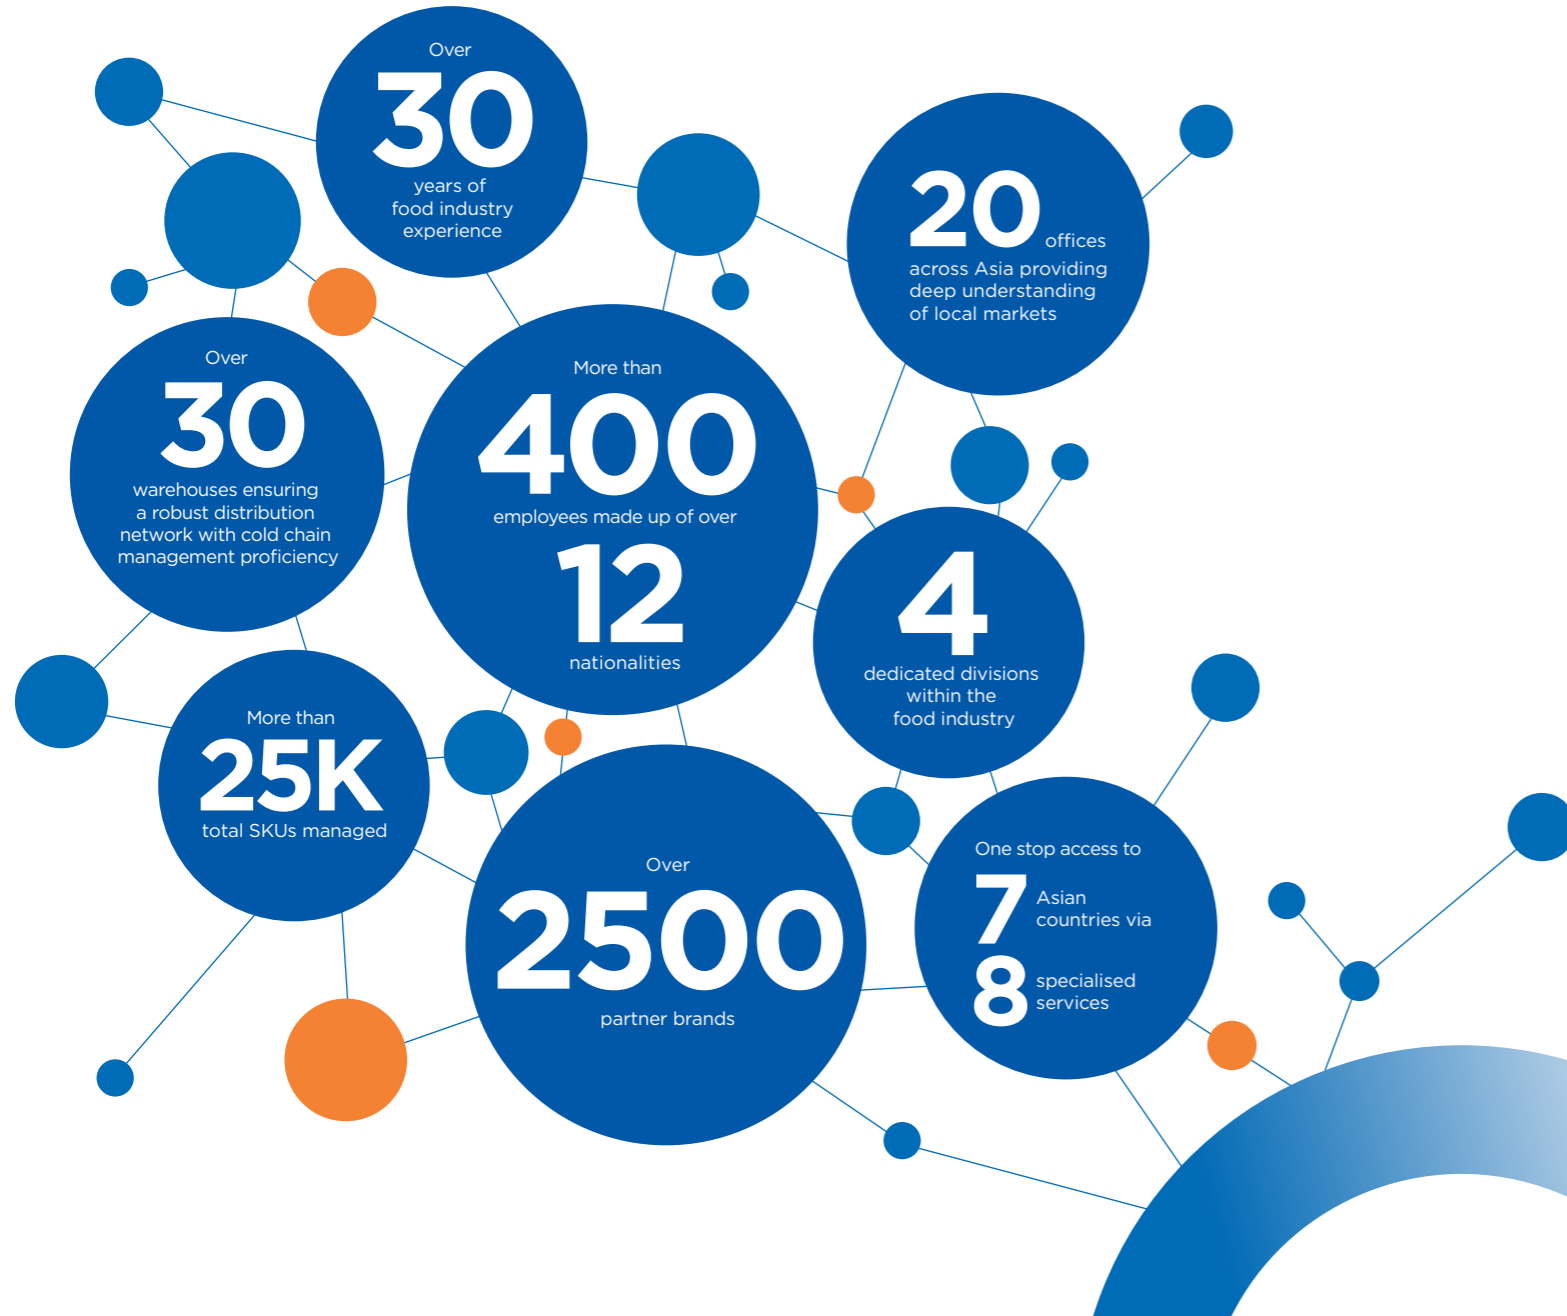 Over
30
years of
food industry
experience
20 offices
across Asia providing
deep understanding
of local markets
Over
30
warehouses ensuring
a robust distribution
network with cold chain
management proficiency
More than
400
employees made up of over
12
nationalities
4
dedicated divisions
within the
food industry
More than
25K
total SKUs managed
Over
2500
partner brands
One stop access to
7 Asian
countries via
8 specialised
services